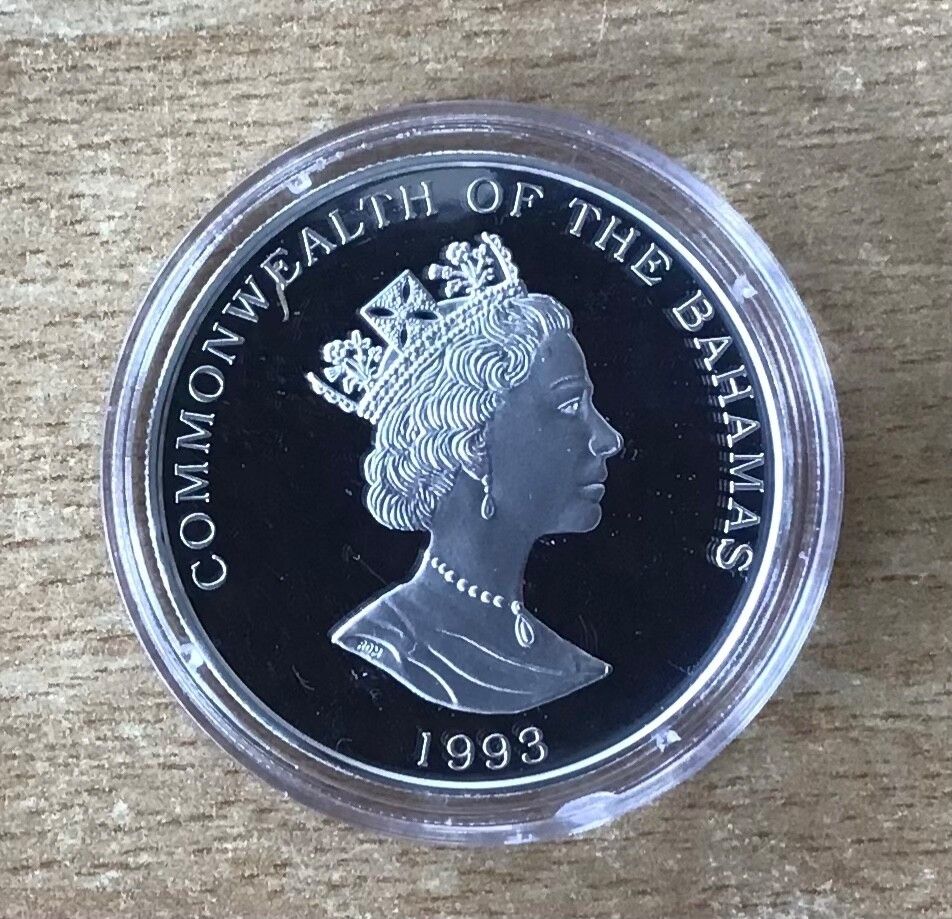 COMMONWEALTH OF THE BAHAMAS
1993